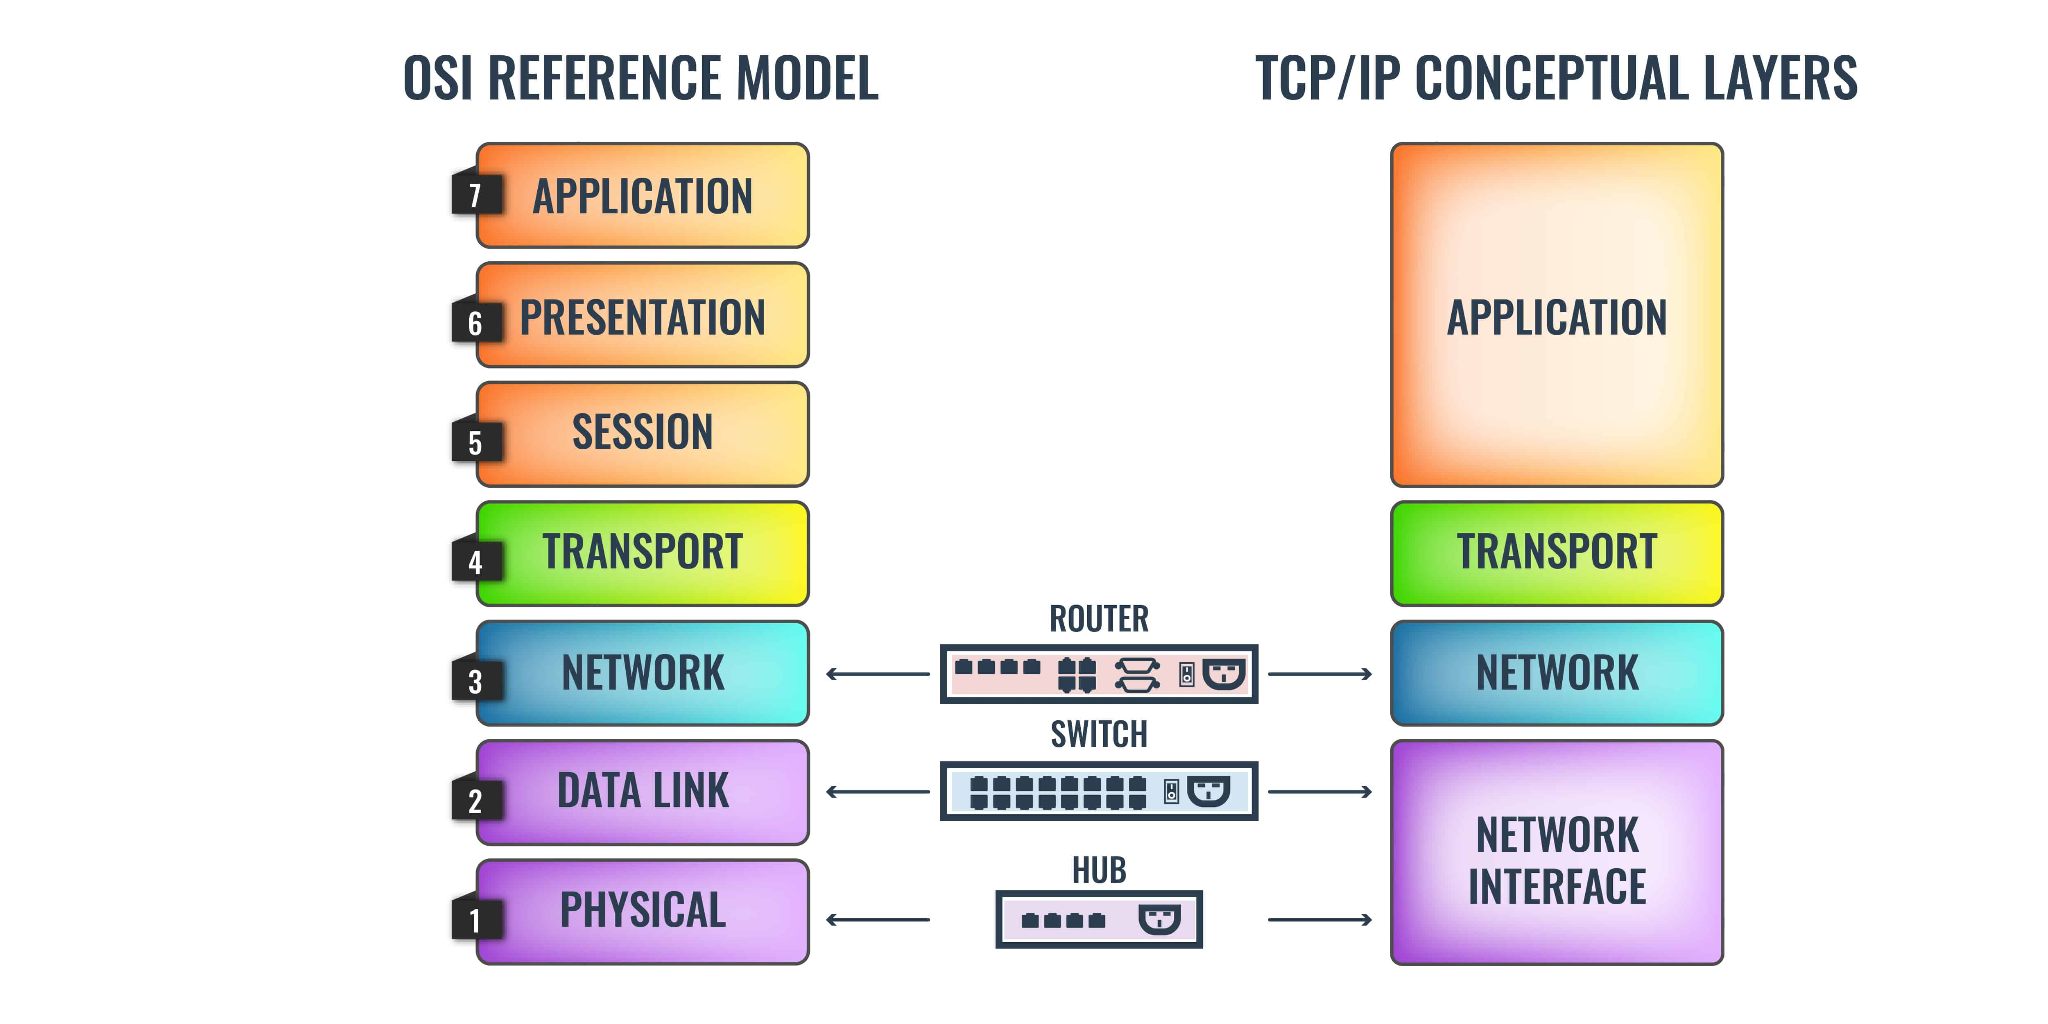 OSI REFERENCE MODEL
7 APPLICATION
6 PRESENTATION
5 SESSION
4 TRANSPORT
3 NETWORK
2 DATA LINK
1 PHYSICAL
ROUTER
SWITCH
HUB
TCP/IP CONCEPTUAL LAYERS
APPLICATION
TRANSPORT
NETWORK
NETWORK
INTERFACE